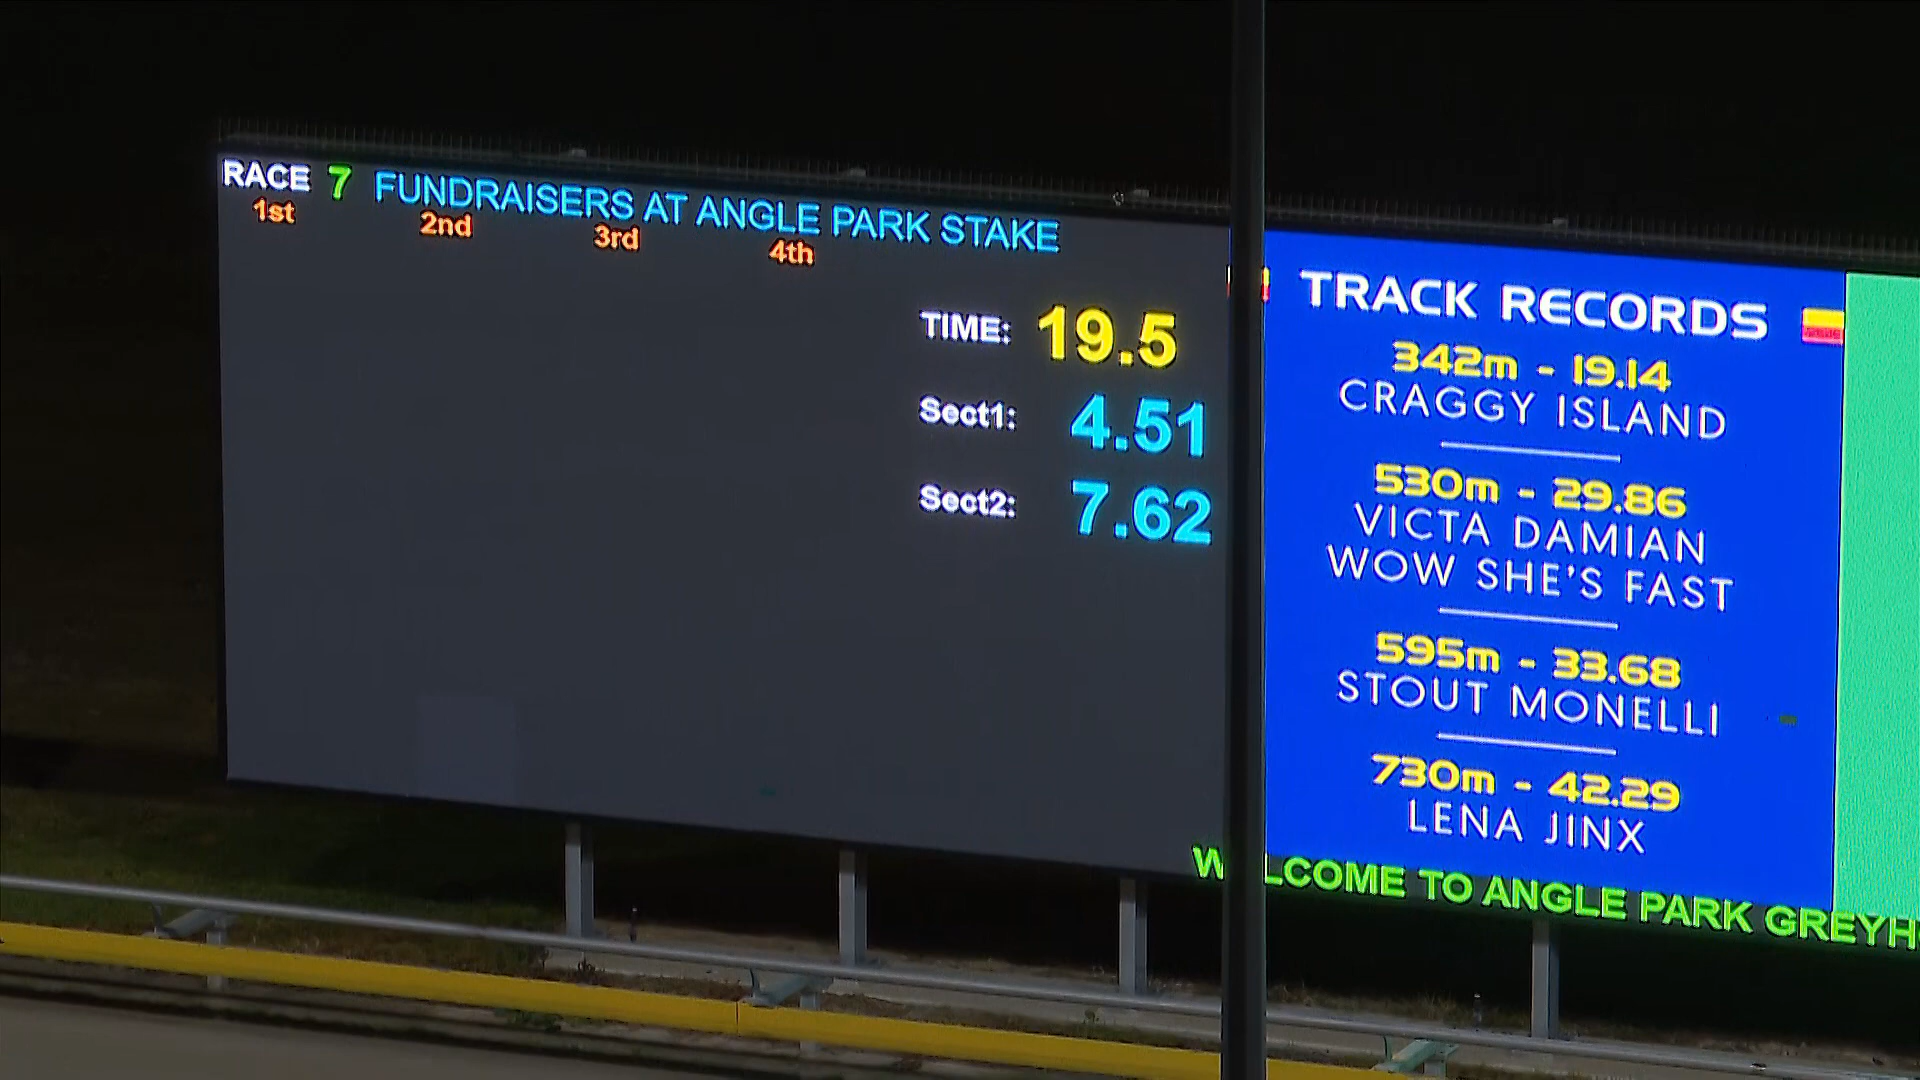 RACE 7 FUNDRAISERS AT ANGLE PARK STAKE
1st 2nd 3rd 4th
TIME: 19.5
Sect1: 4.51
Sect2: 7.62
TRACK RECORDS
342m - 19.14
CRAGGY ISLAND
530m - 29.86
VICTA DAMIAN
WOW SHE'S FAST
595m - 33.68
STOUT MONELLI
730m - 42.29
LENA JINX
W LCOME TO ANGLE PARK GREYH